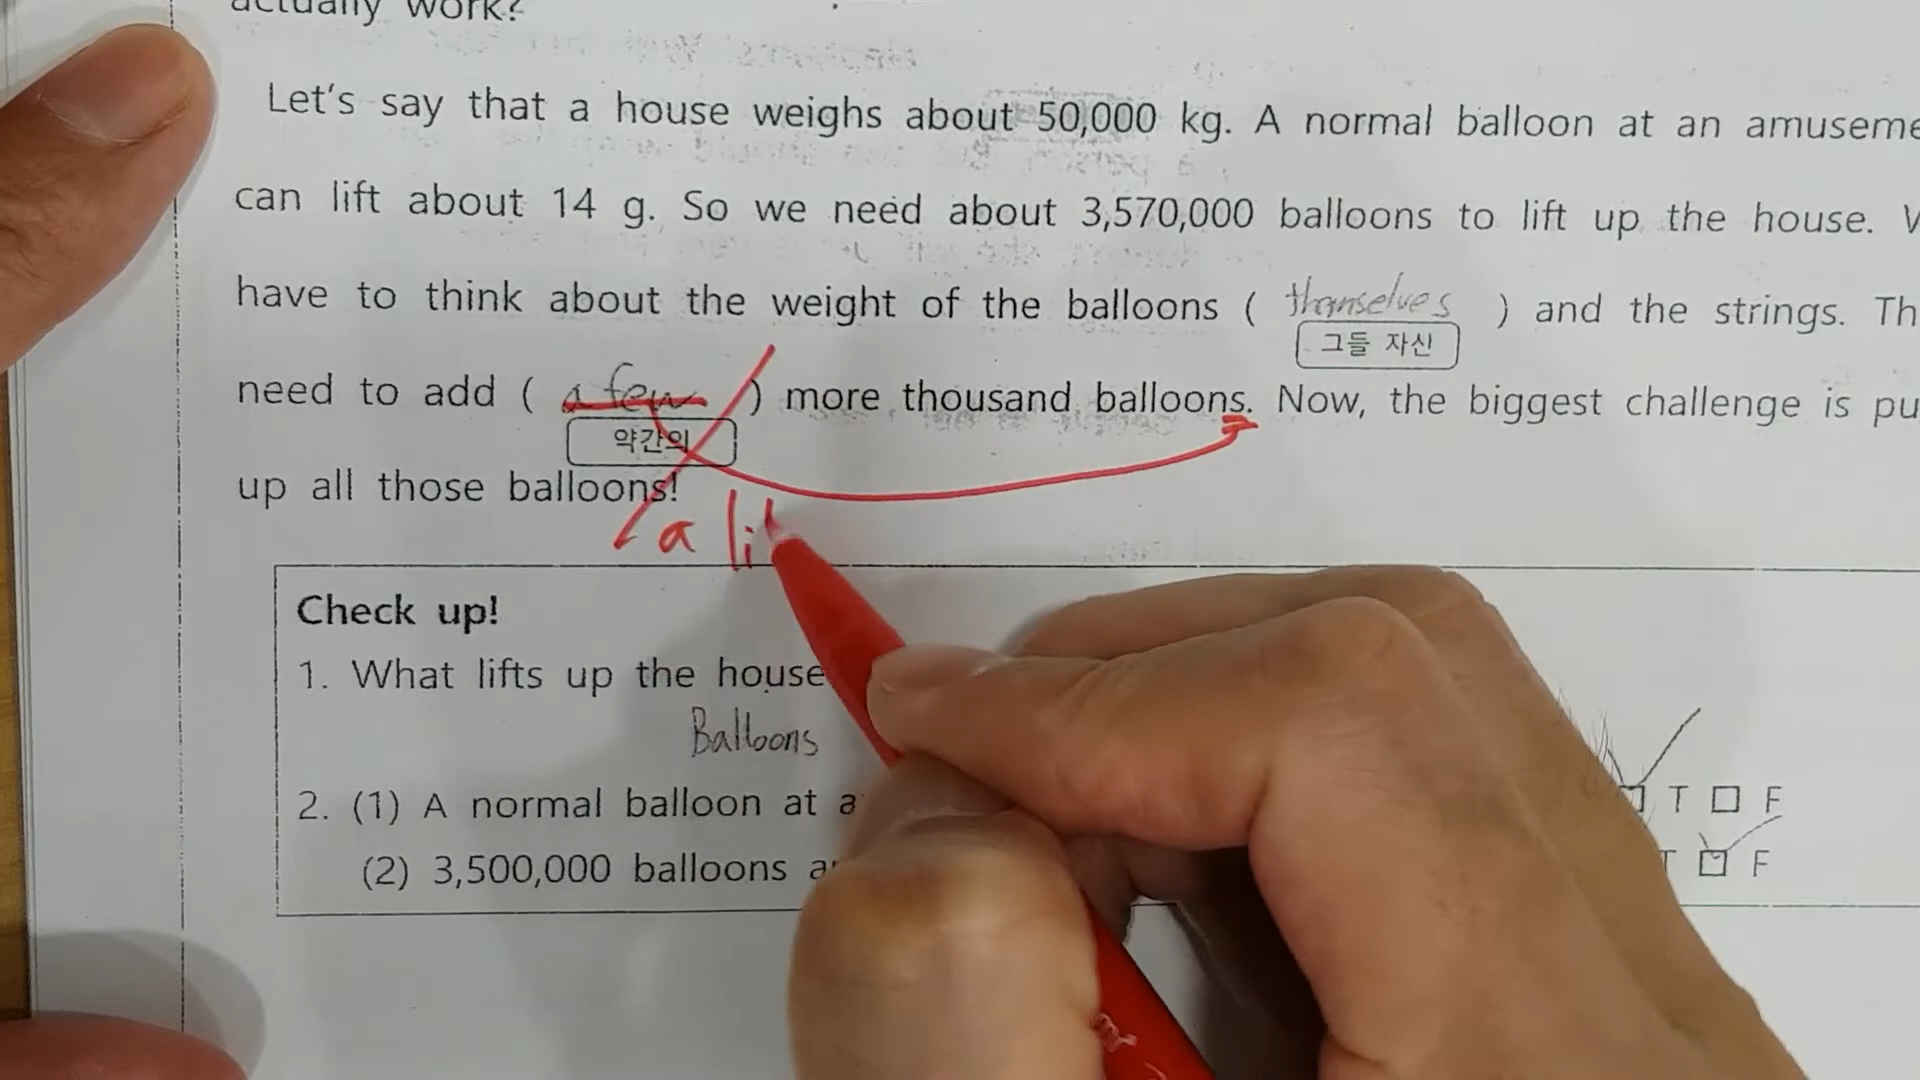 actually work?
Let's say that a house weighs about 50,000 kg. A normal balloon at an amuseme
can lift about 14 g. So we need about 3,570,000 balloons to lift up the house. W
have to think about the weight of the balloons ( themselves ) and the strings. Th
그들 자신
need to add ( a few ) more thousand balloons. Now, the biggest challenge is pu
약간의
up all those balloons!
a lit
Check up!
1. What lifts up the house
Balloons
2. (1) A normal balloon at a
T □ F
(2) 3,500,000 balloons a
T □ F